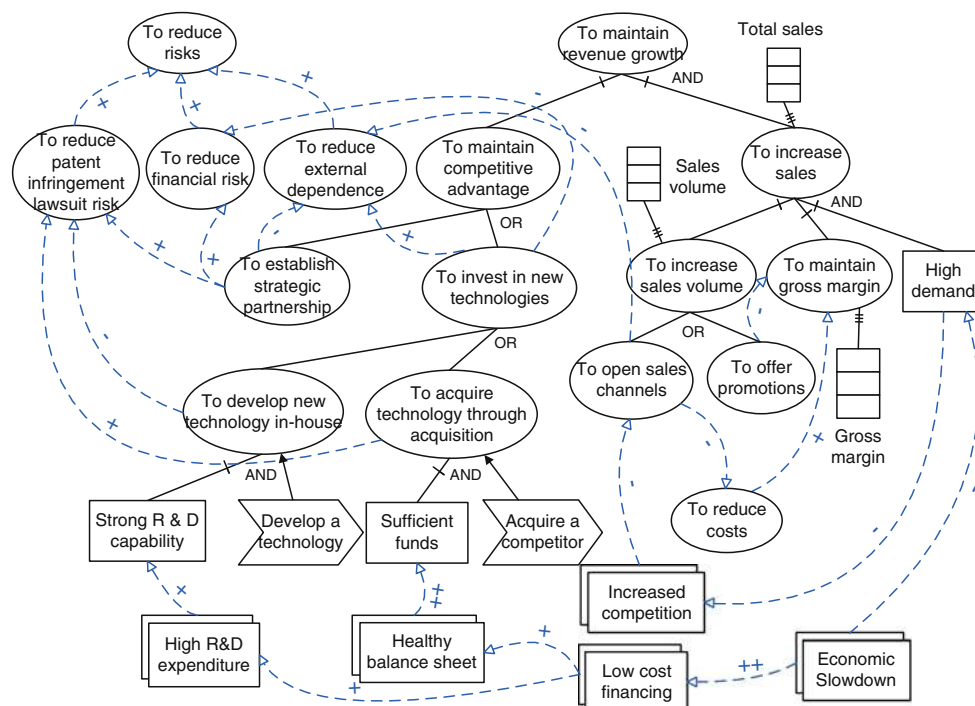 To reduce
risks
To maintain
revenue growth
Total sales
AND
To reduce
patent
infringement
lawsuit risk
To reduce
financial risk
To reduce
external
dependence
To maintain
competitive
advantage
Sales
volume
To increase
sales
AND
OR
To establish
strategic
partnership
To invest in new
technologies
To increase
sales volume
To maintain
gross margin
High
demand
OR
OR
To open sales
channels
To offer
promotions
To develop new
technology in-house
To acquire
technology through
acquisition
Gross
margin
AND
AND
Strong R & D
capability
Develop a
technology
Sufficient
funds
Acquire a
competitor
To reduce
costs
Increased
competition
High R&D
expenditure
Healthy
balance sheet
Low cost
financing
Economic
Slowdown
+
+
+
-
-
+
+
-
+
-
-
-
-
+
+
-
-
-
-
+
++
+
+
++